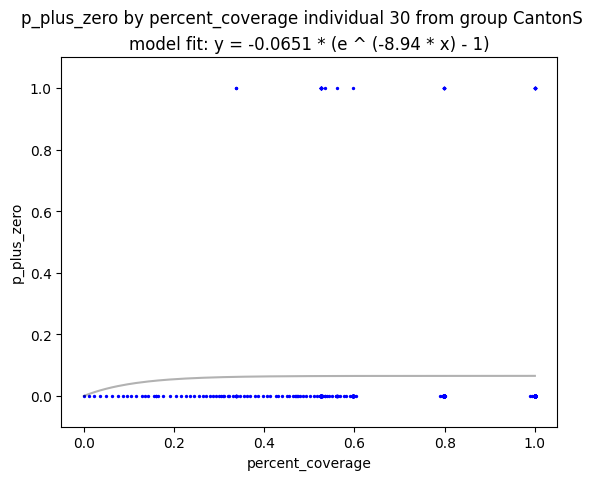 p_plus_zero by percent_coverage individual 30 from group CantonS
model fit: y = -0.0651 * (e ^ (-8.94 * x) - 1)
1.0
0.8
0.6
0.4
0.2
0.0
p_plus_zero
0.0 0.2 0.4 0.6 0.8 1.0
percent_coverage